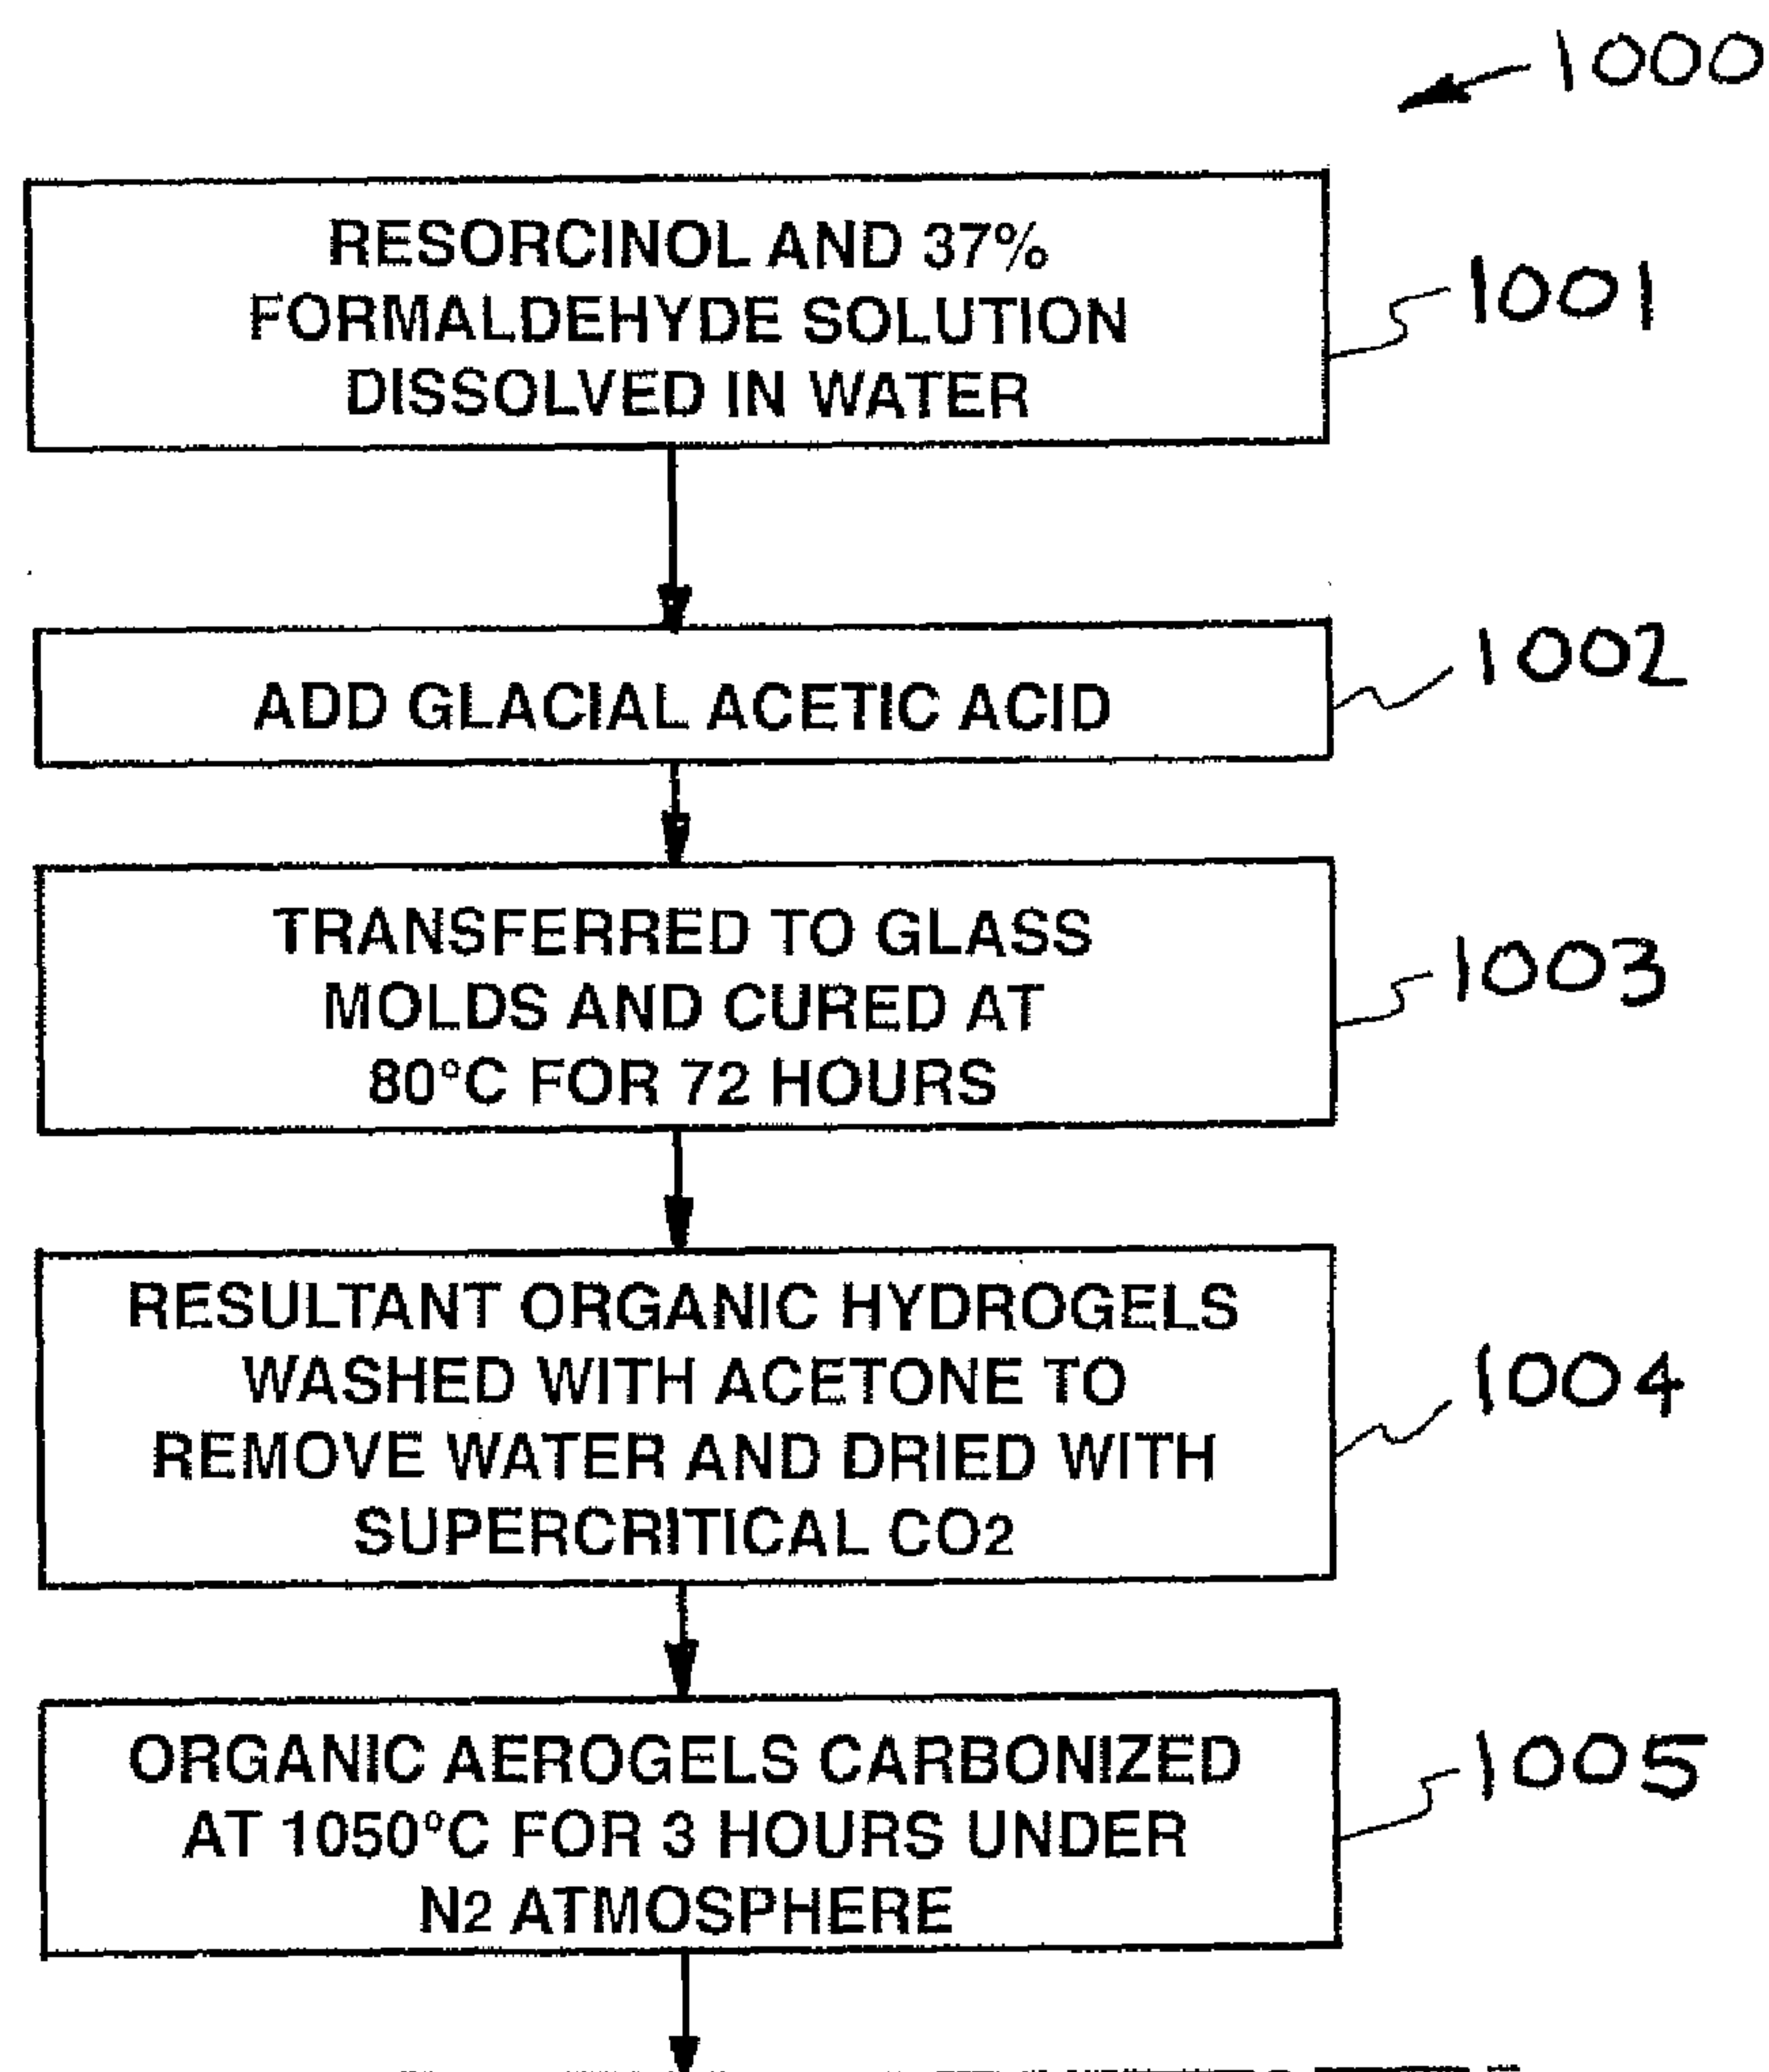 1000
RESORCINOL AND 37%
FORMALDEHYDE SOLUTION
DISSOLVED IN WATER
1001
ADD GLACIAL ACETIC ACID
1002
TRANSFERRED TO GLASS
MOLDS AND CURED AT
80°C FOR 72 HOURS
1003
RESULTANT ORGANIC HYDROGELS
WASHED WITH ACETONE TO
REMOVE WATER AND DRIED WITH
SUPERCRITICAL CO2
1004
ORGANIC AEROGELS CARBONIZED
AT 1050°C FOR 3 HOURS UNDER
N2 ATMOSPHERE
1005